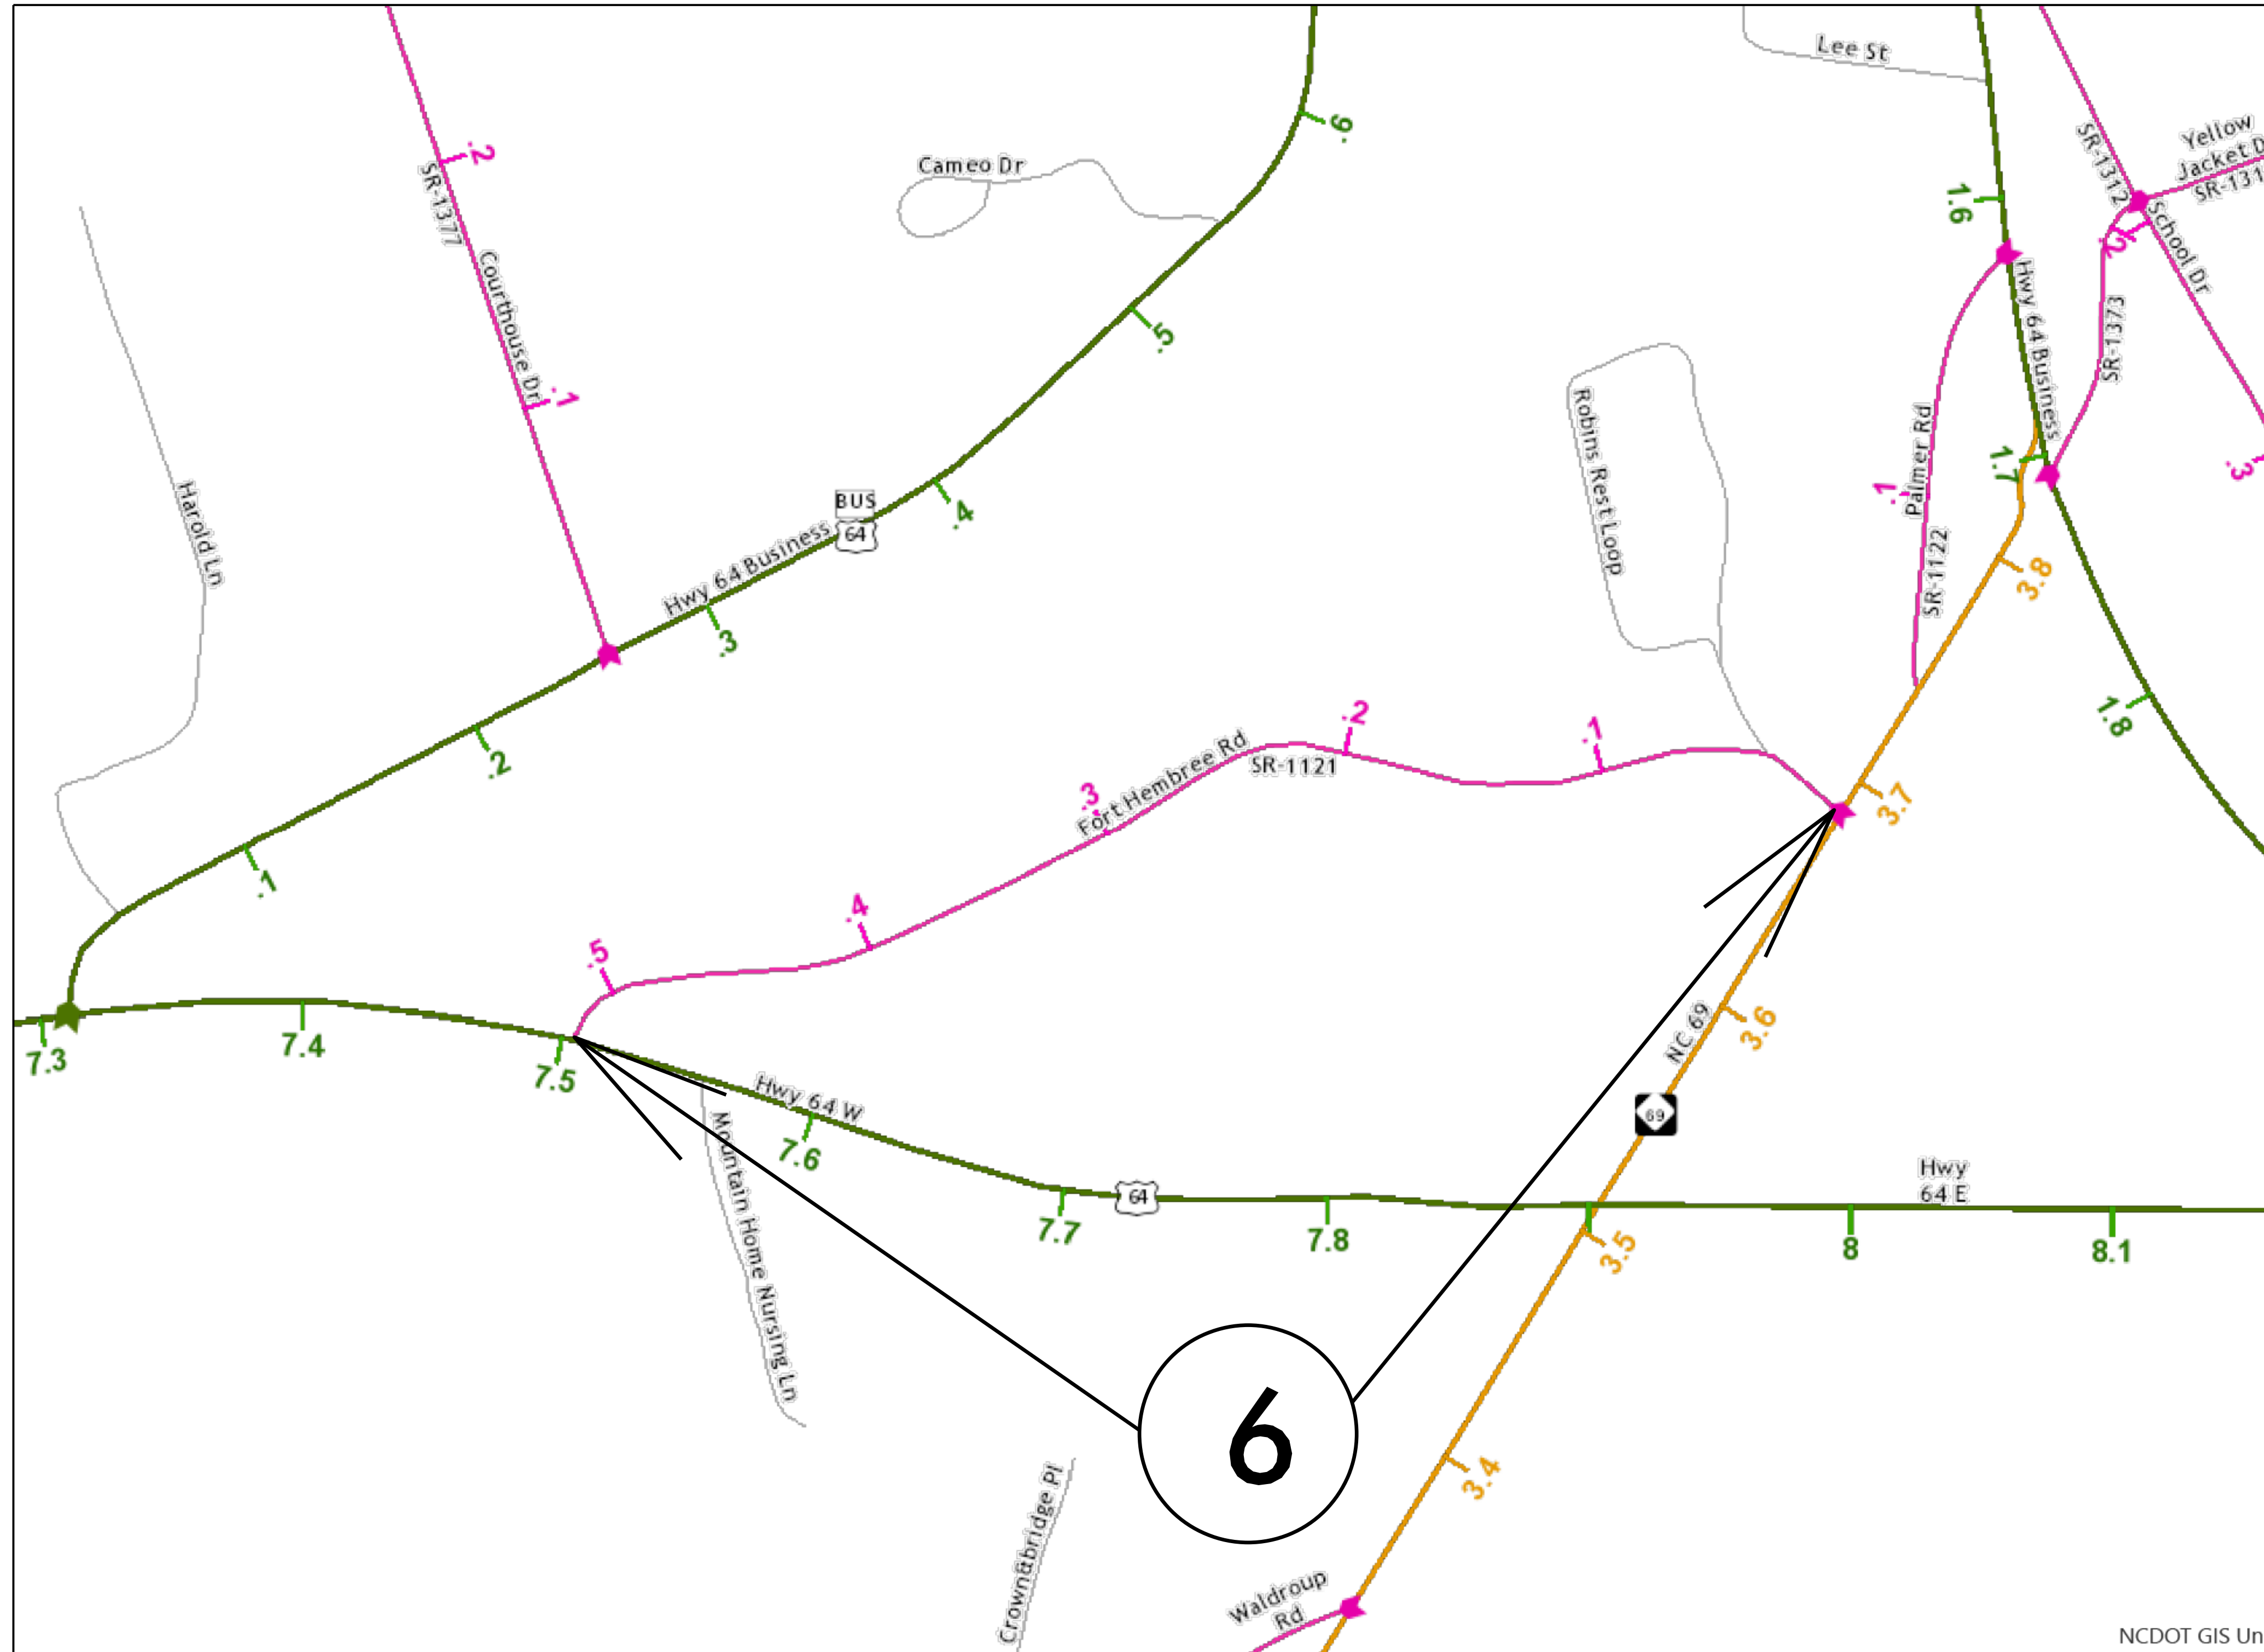 Lee St
Yellow
Jacket D
SR-131
SR-1312
School Dr
.2
SR-1377
Courthouse Dr
.1
Cameo Dr
.6
.5
1.6
Hwy 64 Business
.2
SR-1373
.3
1.7
Palmer Rd
.1
SR-1122
Robins Rest Loop
Harold Ln
BUS
64
Hwy 64 Business
.4
.3
.2
.1
3.8
1.8
3.7
.1
.2
Fort Hembree Rd
SR-1121
.3
.4
.5
7.3
7.4
7.5
Hwy 64 W
7.6
7.7
64
7.8
NC 69
3.6
69
3.5
Hwy
64 E
8
8.1
Mountain Home Nursing Ln
6
3.4
Waldroup
Rd
NCDOT GIS Un